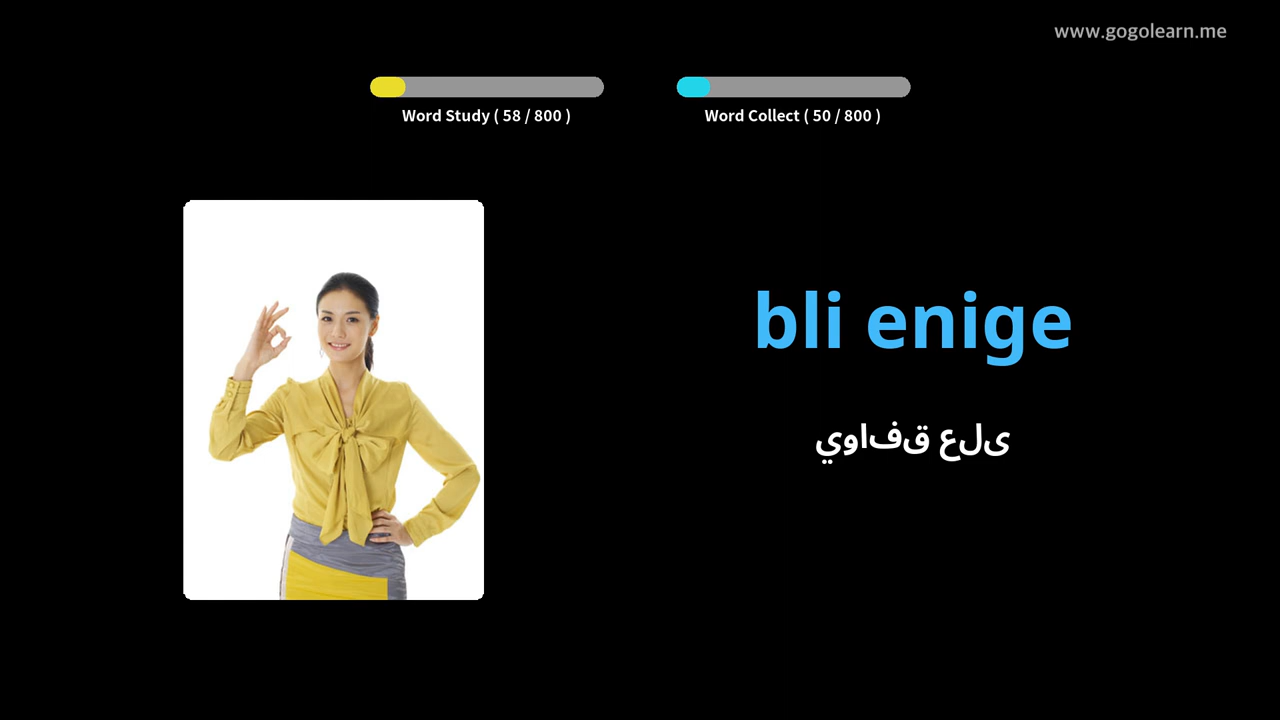 www.gogolearn.me
Word Study ( 58 / 800 )
Word Collect ( 50 / 800 )
bli enige
يوافق على